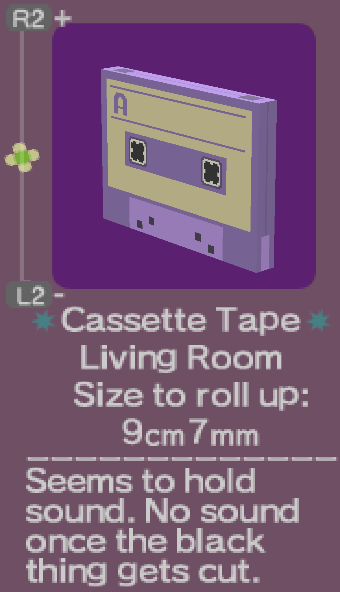 R2 +
A
L2 -
Cassette Tape
Living Room
Size to roll up:
9cm7mm
Seems to hold
sound. No sound
once the black
thing gets cut.